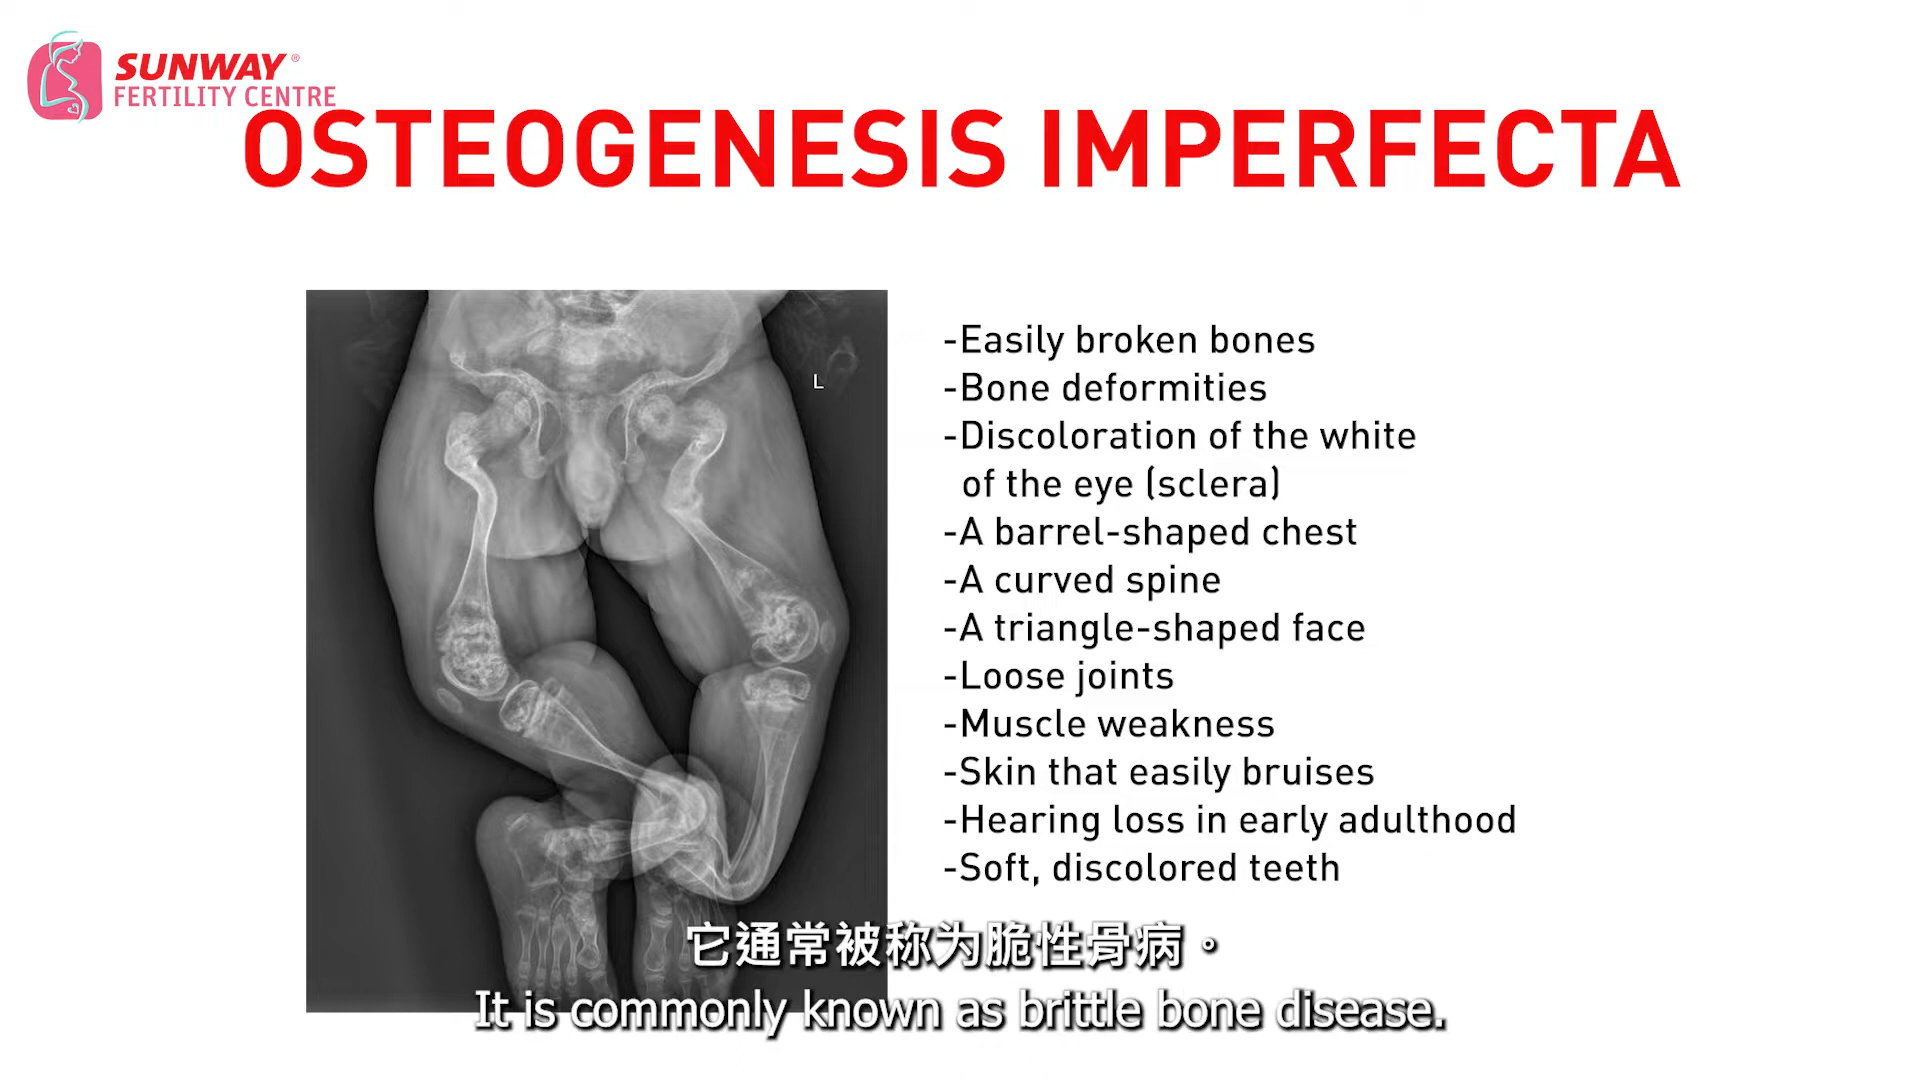 SUNWAY®
FERTILITY CENTRE
OSTEOGENESIS IMPERFECTA
L
-Easily broken bones
-Bone deformities
-Discoloration of the white
of the eye (sclera)
-A barrel-shaped chest
-A curved spine
-A triangle-shaped face
-Loose joints
-Muscle weakness
-Skin that easily bruises
-Hearing loss in early adulthood
-Soft, discolored teeth
它通常被称为脆性骨病。
It is commonly known as brittle bone disease.